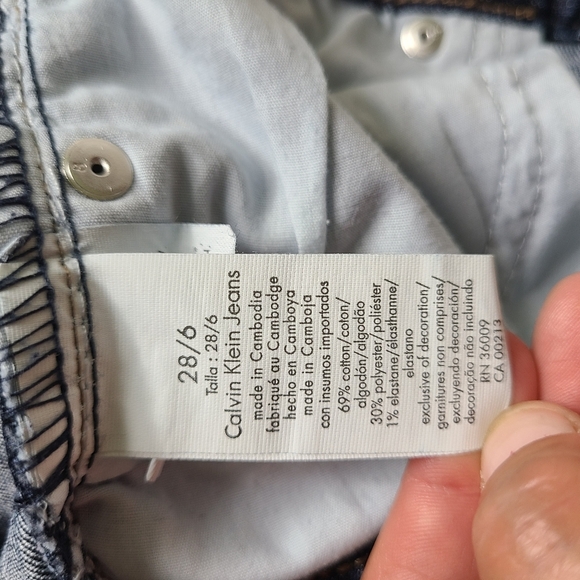 28/6
Talla : 28/6
Calvin Klein Jeans
made in Cambodia
fabriqué au Cambodge
hecho en Camboya
made in Camboja
con insumos importados
69% cotton/coton/
algodón/algodão
30% polyester/poliéster
1% elastane/élasthanne/
elastano
exclusive of decoration/
garnitures non comprises/
excluyendo decoración/
decoração não incluindo
RN 36009
CA 00213